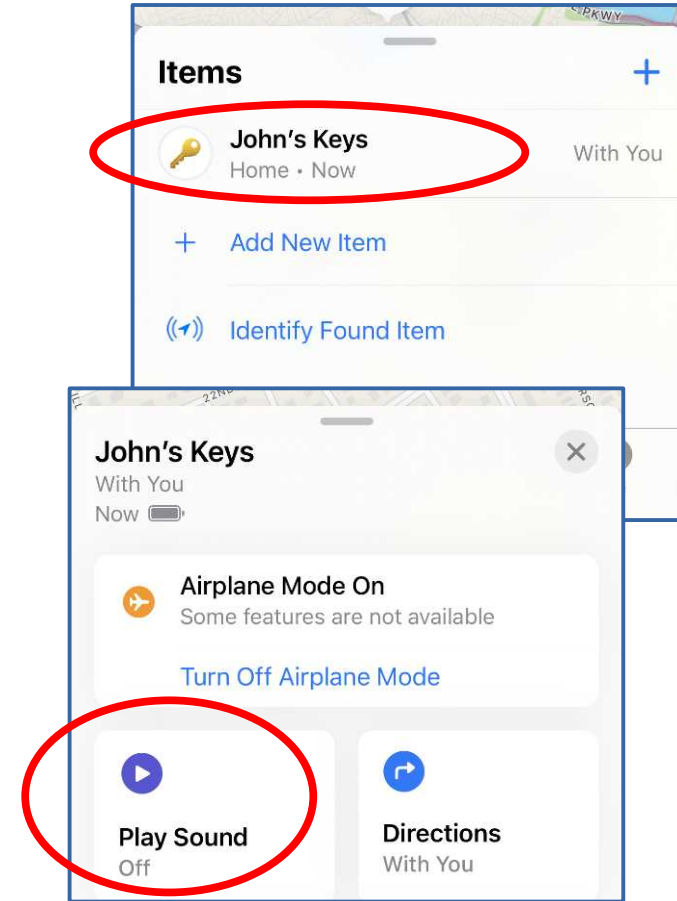 PKWY
Items
John's Keys
Home • Now
With You
Add New Item
Identify Found Item
John's Keys
With You
Now
Airplane Mode On
Some features are not available
Turn Off Airplane Mode
Play Sound
Off
Directions
With You